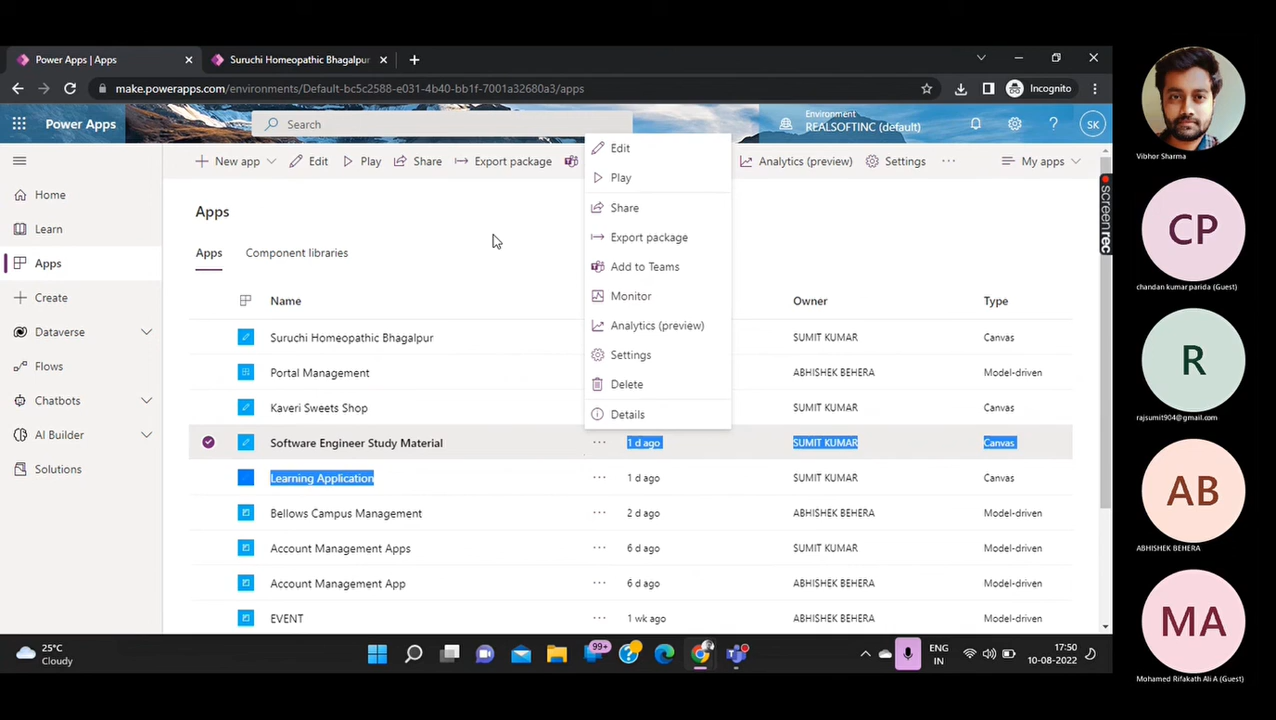 Power Apps | Apps
Suruchi Homeopathic Bhagalpur
make.powerapps.com/environments/Default-bc5c2588-e031-4b40-bb1f-7001a32680a3/apps
Incognito
Power Apps
Search
Environment
REALSOFTINC (default)
SK
New app
Edit
Play
Share
Export package
Analytics (preview)
Settings
My apps
Home
Learn
Apps
Create
Dataverse
Flows
Chatbots
AI Builder
Solutions
Apps
Apps
Component libraries
Edit
Play
Share
Export package
Add to Teams
Monitor
Analytics (preview)
Settings
Delete
Details
Name Owner Type
Suruchi Homeopathic Bhagalpur SUMIT KUMAR Canvas
Portal Management ABHISHEK BEHERA Model-driven
Kaveri Sweets Shop SUMIT KUMAR Canvas
Software Engineer Study Material ··· 1 d ago SUMIT KUMAR Canvas
Learning Application ··· 1 d ago SUMIT KUMAR Canvas
Bellows Campus Management ··· 2 d ago ABHISHEK BEHERA Model-driven
Account Management Apps ··· 6 d ago SUMIT KUMAR Model-driven
Account Management App ··· 6 d ago ABHISHEK BEHERA Model-driven
EVENT ··· 1 wk ago ABHISHEK BEHERA Model-driven
screenrec
25°C
Cloudy
99+
ENG
IN
17:50
10-08-2022
Vibhor Sharma
CP
chandan kumar parida (Guest)
R
rajsumit904@gmail.com
AB
ABHISHEK BEHERA
MA
Mohamed Rifakath Ali A (Guest)